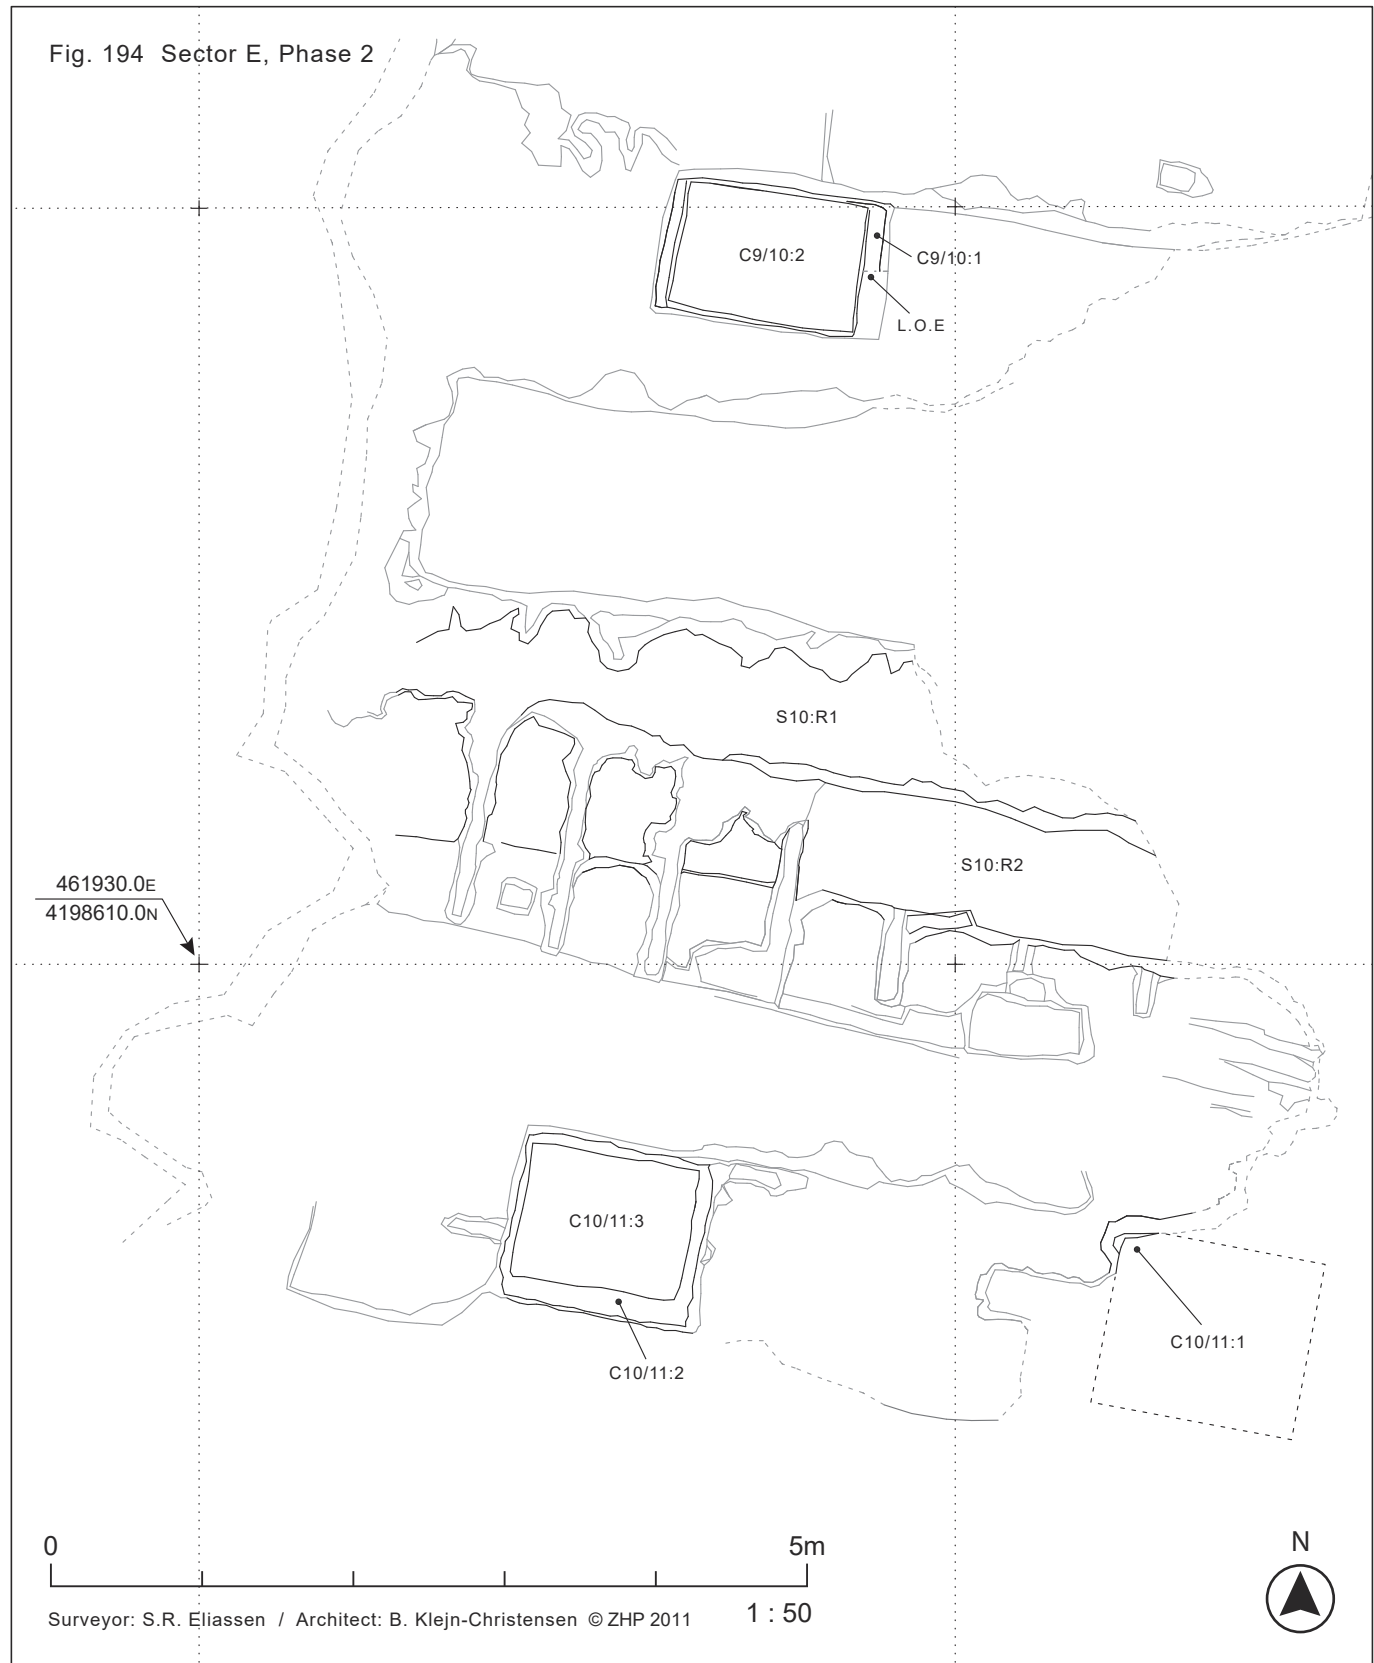 Fig. 194 Sector E, Phase 2
C9/10:2
C9/10:1
L.O.E
S10:R1
S10:R2
461930.0E
4198610.0N
C10/11:3
C10/11:1
C10/11:2
0 5m
N
Surveyor: S.R. Eliassen / Architect: B. Klejn-Christensen © ZHP 2011 1 : 50